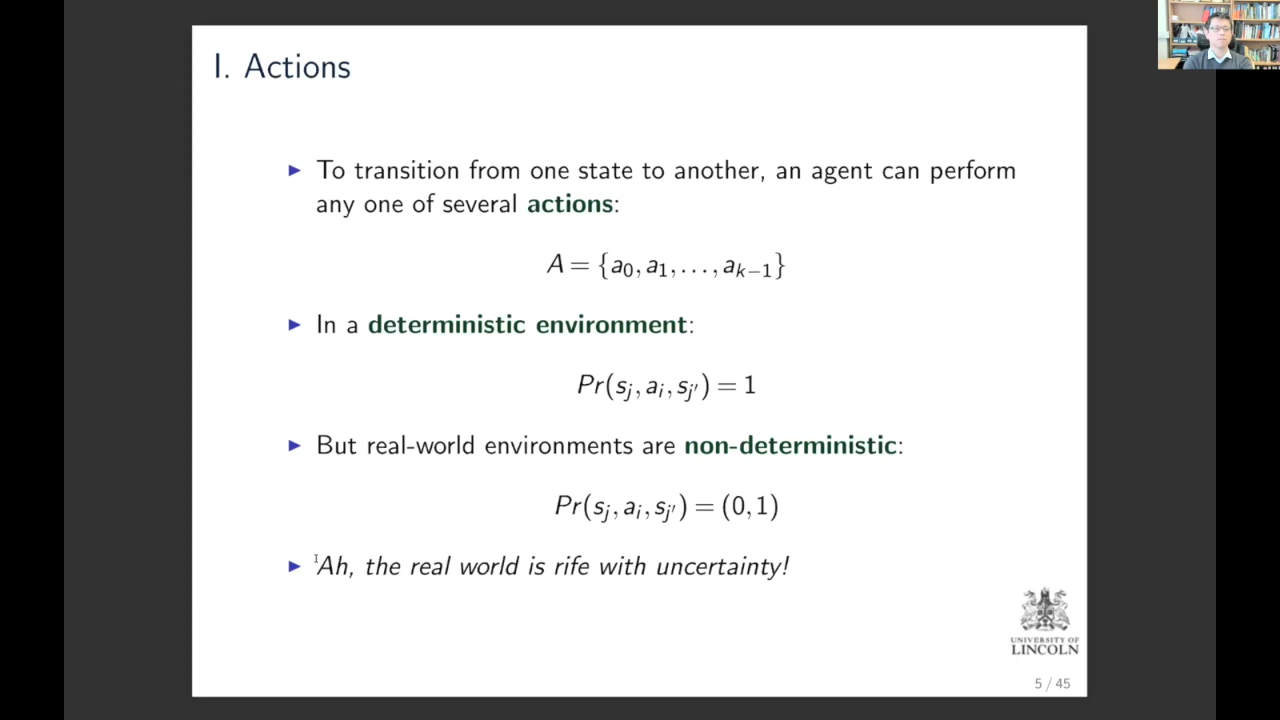 I. Actions
▶ To transition from one state to another, an agent can perform
any one of several actions:
A = {a₀, a₁, . . . , aₖ₋₁}
▶ In a deterministic environment:
Pr(sⱼ, aᵢ, sⱼ′) = 1
▶ But real-world environments are non-deterministic:
Pr(sⱼ, aᵢ, sⱼ′) = (0, 1)
▶ Ah, the real world is rife with uncertainty!
UNIVERSITY OF
LINCOLN
5 / 45